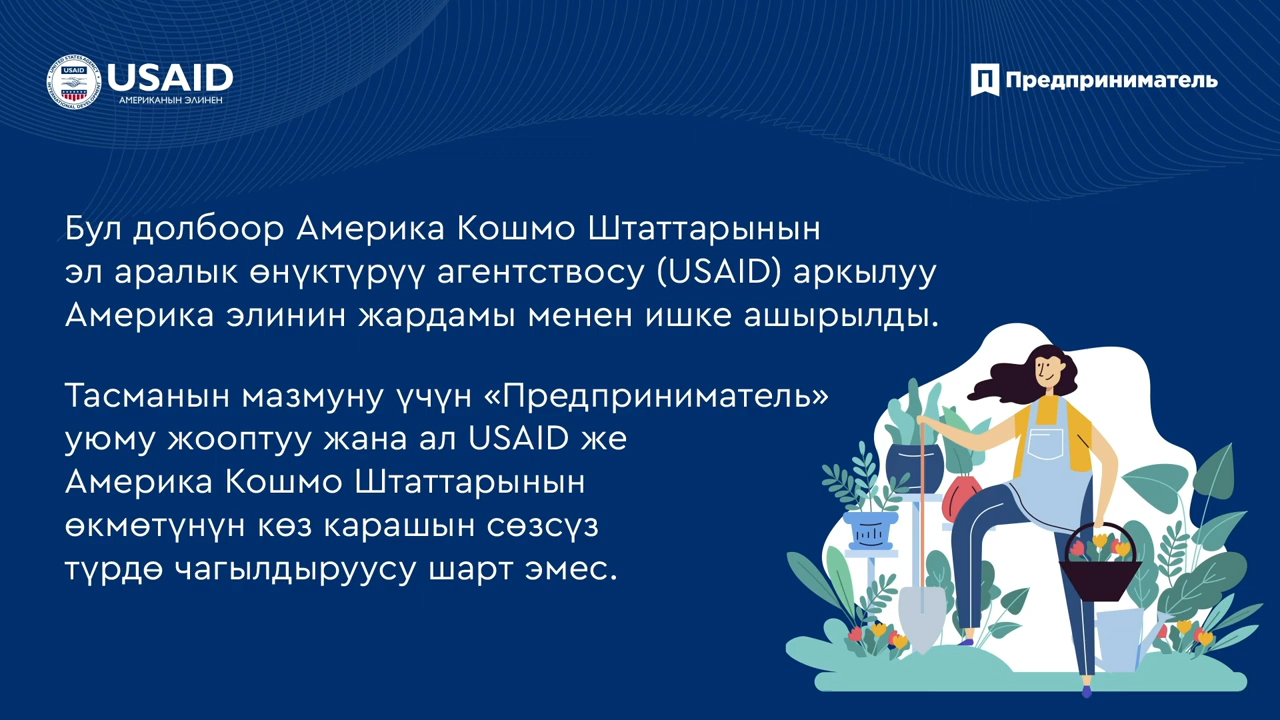 USAID
АМЕРИКАНЫН ЭЛИНЕН
Предприниматель
Бул долбоор Америка Кошмо Штаттарынын
эл аралык өнүктүрүү агентствосу (USAID) аркылуу
Америка элинин жардамы менен ишке ашырылды.
Тасманын мазмуну үчүн «Предприниматель»
уюму жооптуу жана ал USAID же
Америка Кошмо Штаттарынын
өкмөтүнүн көз карашын сөзсүз
түрдө чагылдыруусу шарт эмес.